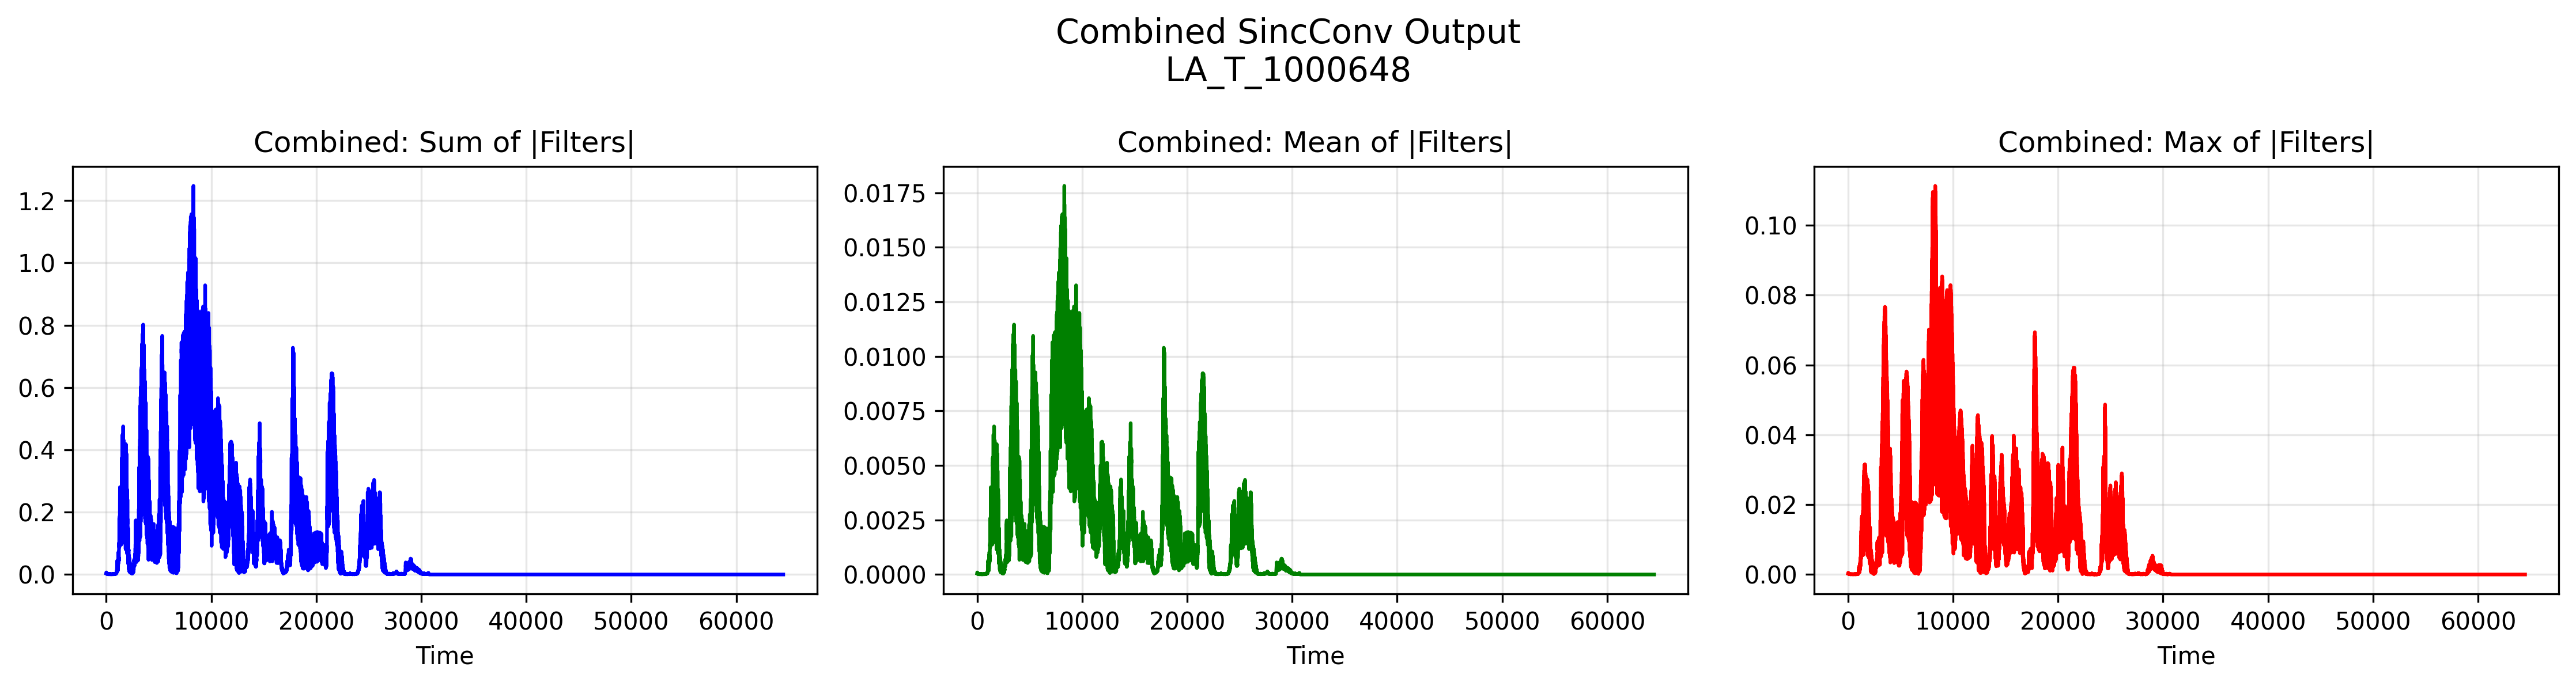 Combined SincConv Output
LA_T_1000648
Combined: Sum of |Filters|
1.2
1.0
0.8
0.6
0.4
0.2
0.0
0 10000 20000 30000 40000 50000 60000
Time
Combined: Mean of |Filters|
0.0175
0.0150
0.0125
0.0100
0.0075
0.0050
0.0025
0.0000
0 10000 20000 30000 40000 50000 60000
Time
Combined: Max of |Filters|
0.10
0.08
0.06
0.04
0.02
0.00
0 10000 20000 30000 40000 50000 60000
Time